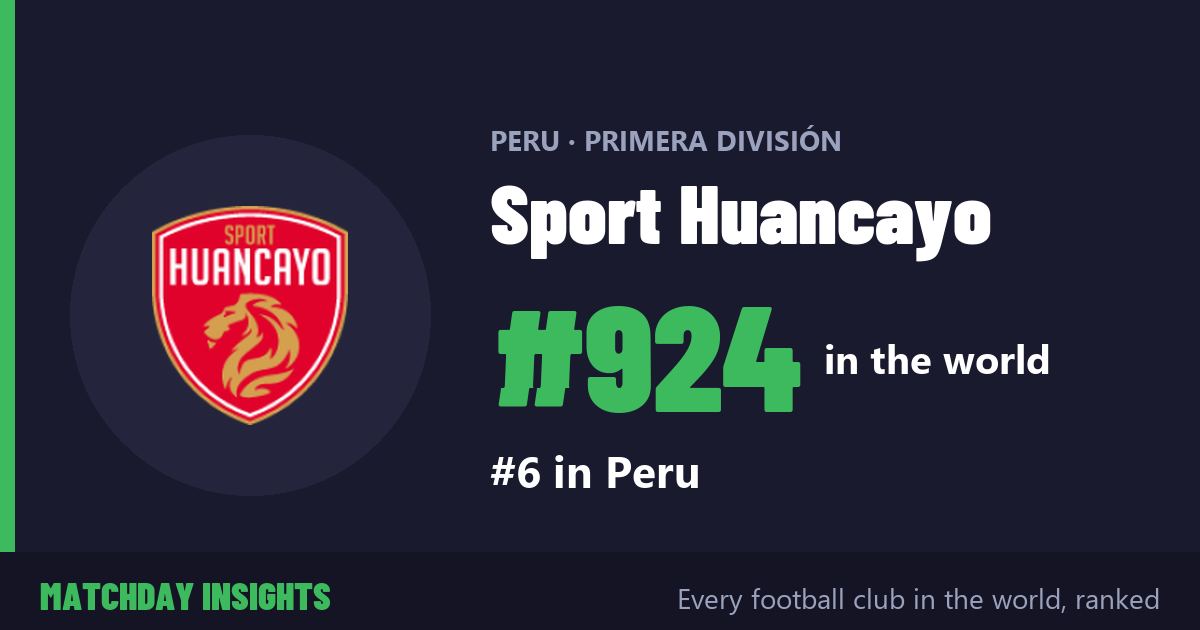 PERU · PRIMERA DIVISIÓN
Sport Huancayo
SPORT
HUANCAYO
#924 in the world
#6 in Peru
MATCHDAY INSIGHTS
Every football club in the world, ranked